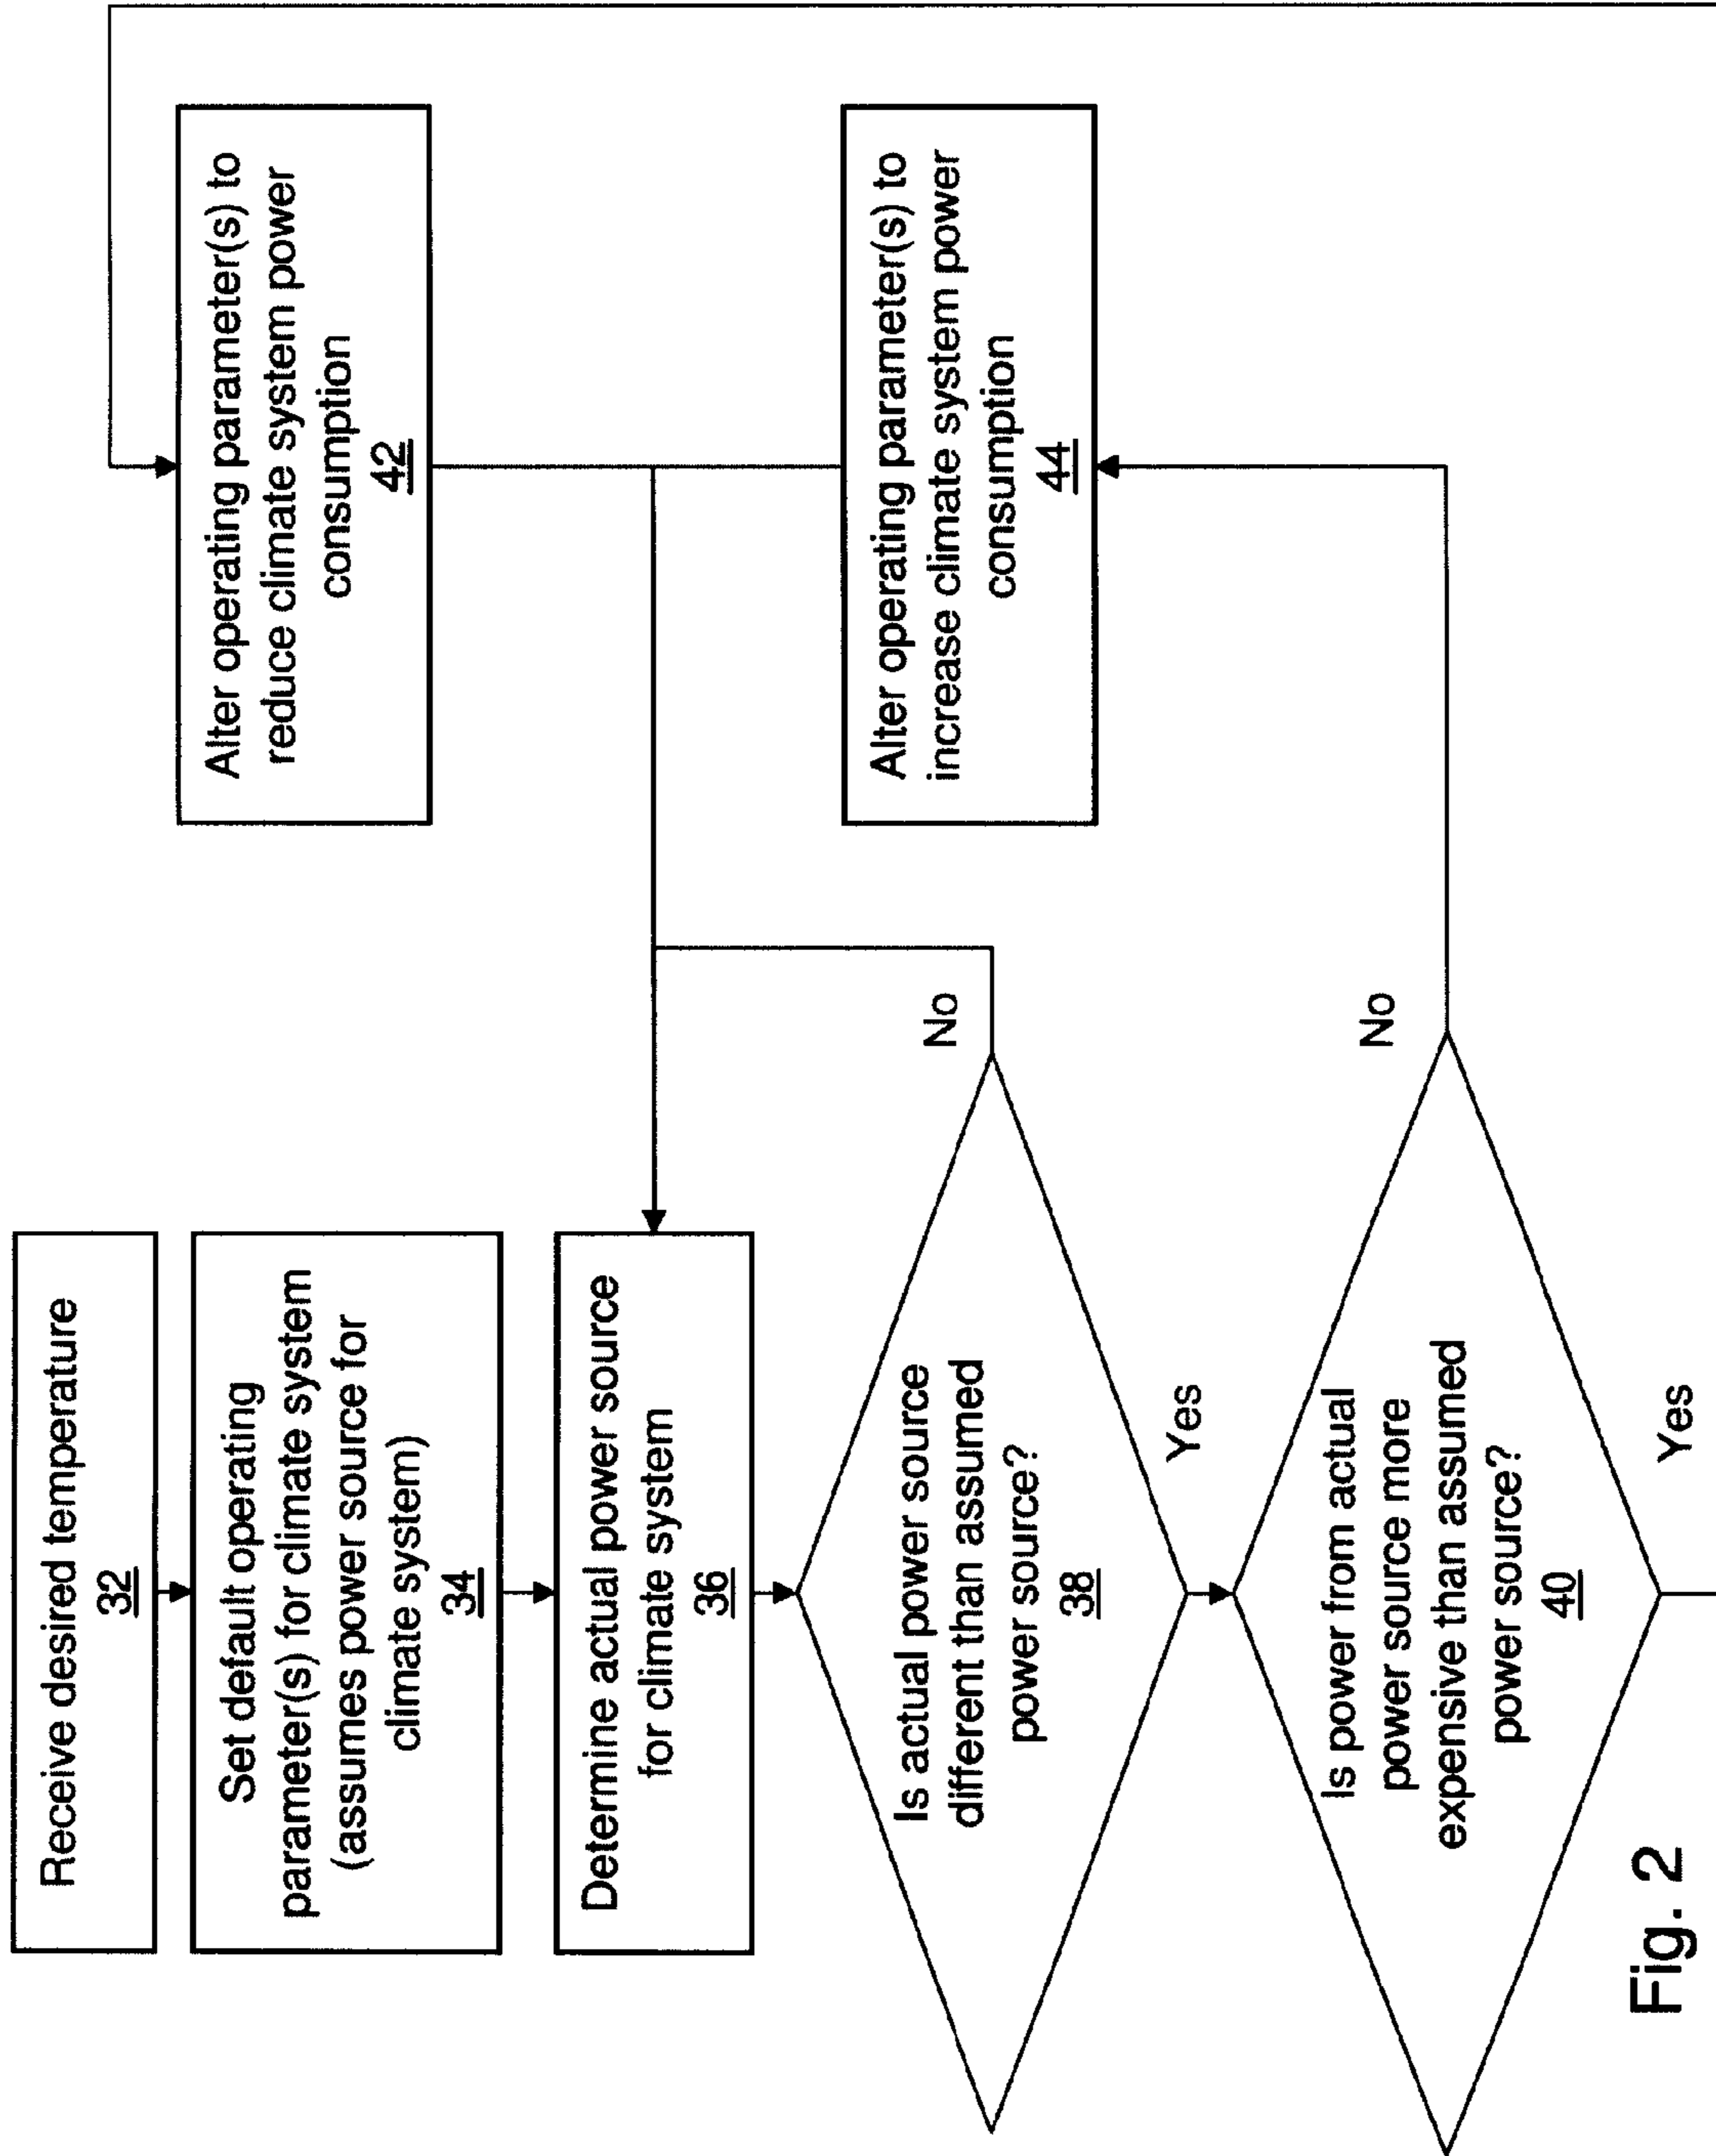 Receive desired temperature
32
Set default operating
parameter(s) for climate system
(assumes power source for
climate system)
34
Determine actual power source
for climate system
36
Is actual power source
different than assumed
power source?
38
No
Yes
Is power from actual
power source more
expensive than assumed
power source?
40
No
Yes
Alter operating parameter(s) to
reduce climate system power
consumption
42
Alter operating parameter(s) to
increase climate system power
consumption
44
Fig. 2